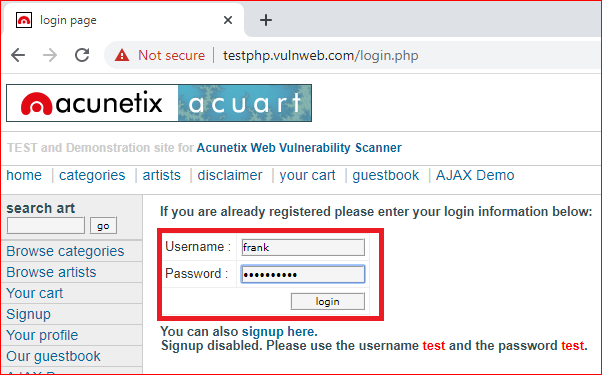 login page
Not secure | testphp.vulnweb.com/login.php
acunetix acuart
TEST and Demonstration site for Acunetix Web Vulnerability Scanner
home | categories | artists | disclaimer | your cart | guestbook | AJAX Demo
search art
go
Browse categories
Browse artists
Your cart
Signup
Your profile
Our guestbook
AJAX Demo
If you are already registered please enter your login information below:
Username : frank
Password : ••••••••••
login
You can also signup here.
Signup disabled. Please use the username test and the password test.